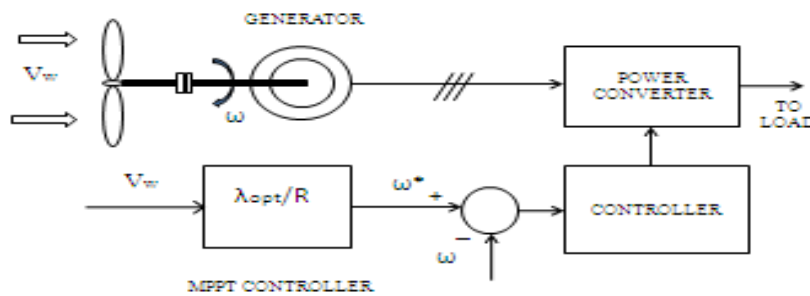 GENERATOR
Vw
ω
POWER
CONVERTER
TO
LOAD
Vw
λopt/R
ω*
+
−
ω
CONTROLLER
MPPT CONTROLLER